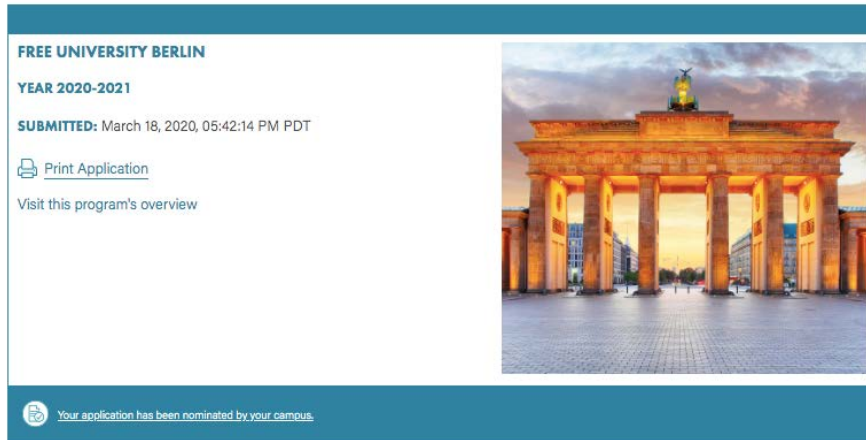 FREE UNIVERSITY BERLIN
YEAR 2020-2021
SUBMITTED: March 18, 2020, 05:42:14 PM PDT
Print Application
Visit this program's overview
Your application has been nominated by your campus.